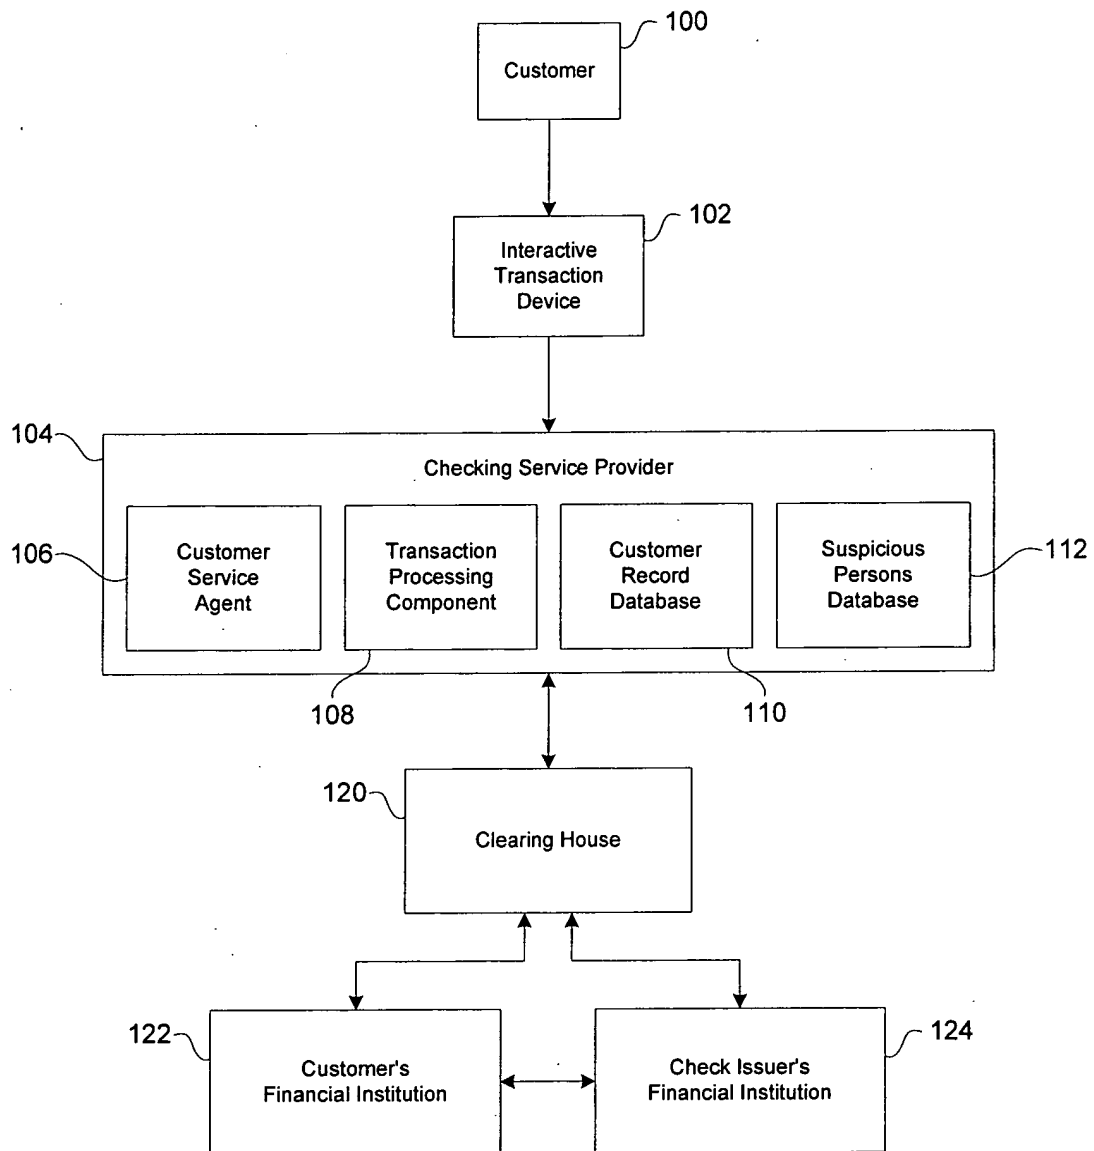 100
Customer
102
Interactive
Transaction
Device
104
Checking Service Provider
106
Customer
Service
Agent
Transaction
Processing
Component
Customer
Record
Database
Suspicious
Persons
Database
112
108
110
120
Clearing House
122
Customer's
Financial Institution
Check Issuer's
Financial Institution
124